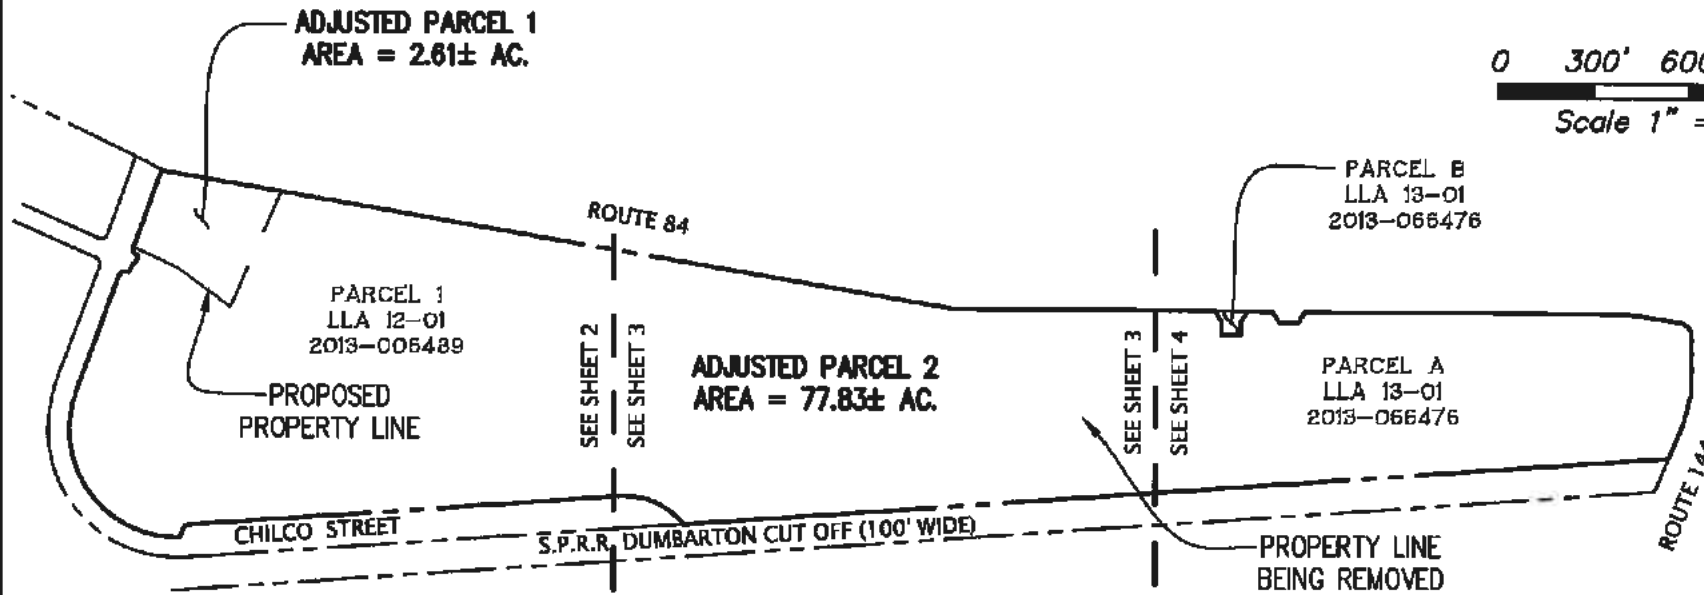 ADJUSTED PARCEL 1
AREA = 2.61± AC.
0 300' 600
Scale 1" =
PARCEL B
LLA 13-01
2013-066476
ROUTE 84
PARCEL 1
LLA 12-01
2013-005489
SEE SHEET 2
SEE SHEET 3
ADJUSTED PARCEL 2
AREA = 77.83± AC.
SEE SHEET 3
SEE SHEET 4
PARCEL A
LLA 13-01
2013-066476
PROPOSED
PROPERTY LINE
CHILCO STREET
S.P.R.R. DUMBARTON CUT OFF (100' WIDE)
PROPERTY LINE
BEING REMOVED
ROUTE